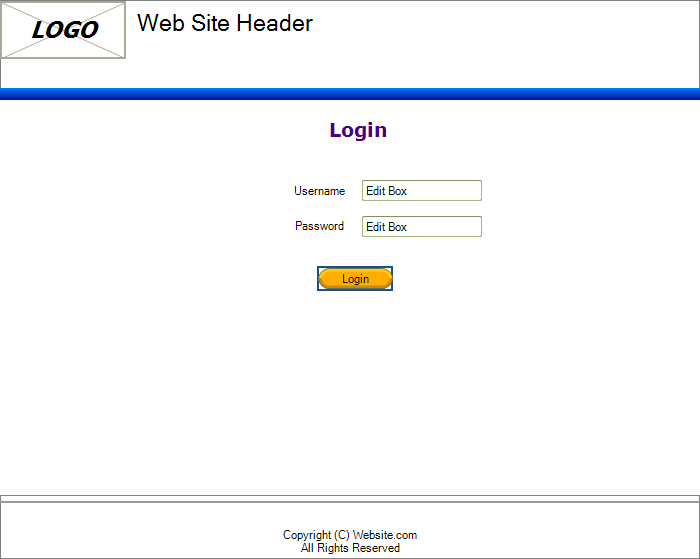 LOGO
Web Site Header
Login
Username Edit Box
Password Edit Box
Login
Copyright (C) Website.com
All Rights Reserved